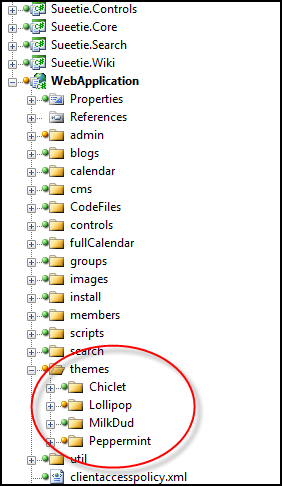 Sueetie.Controls
Sueetie.Core
Sueetie.Search
Sueetie.Wiki
WebApplication
Properties
References
admin
blogs
calendar
cms
CodeFiles
controls
fullCalendar
groups
images
install
members
scripts
search
themes
Chiclet
Lollipop
MilkDud
Peppermint
util
clientaccesspolicy.xml